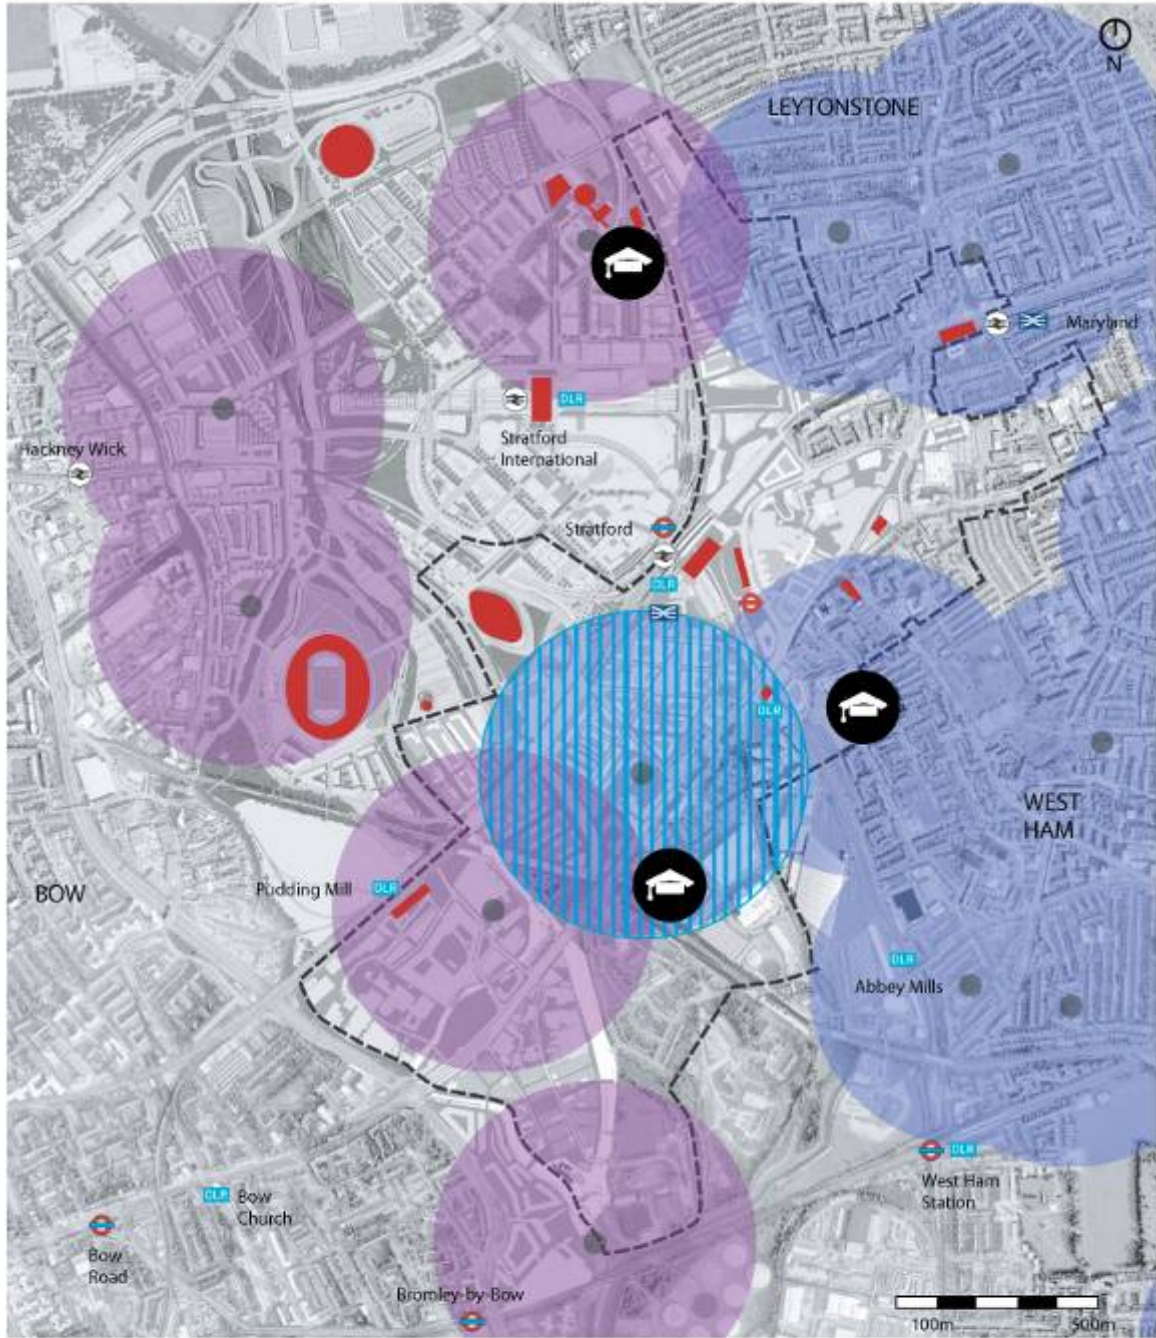 N
LEYTONSTONE
Maryland
DLR
Stratford
International
Hackney Wick
Stratford
DLR
DLR
WEST
HAM
Pudding Mill
DLR
BOW
DLR
Abbey Mills
DLR
West Ham
Station
DLR
Bow
Church
Bow
Road
Bromley-by-Bow
100m
500m